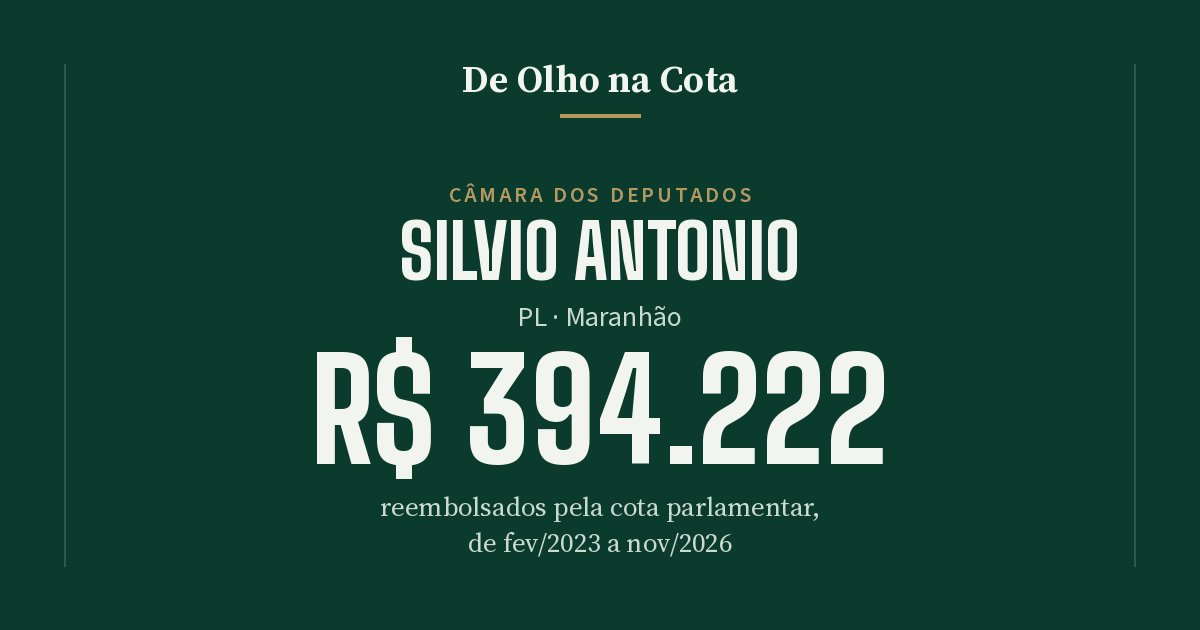 De Olho na Cota
CÂMARA DOS DEPUTADOS
SILVIO ANTONIO
PL · Maranhão
R$ 394.222
reembolsados pela cota parlamentar,
de fev/2023 a nov/2026